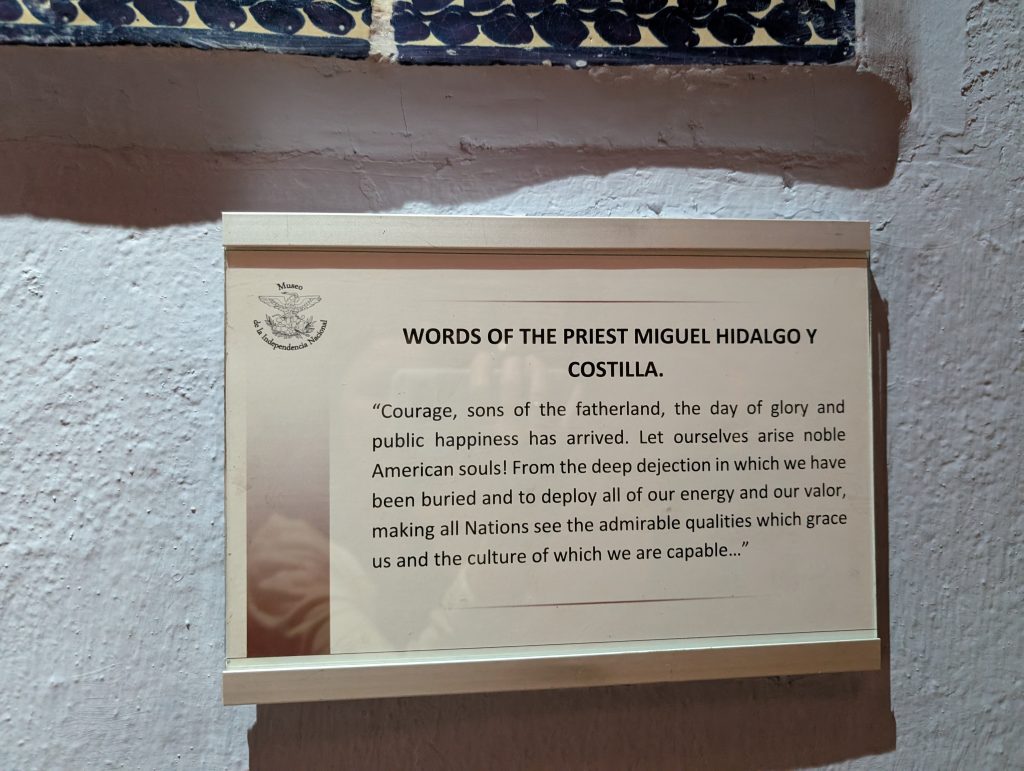 Museo
de la Independencia Nacional
WORDS OF THE PRIEST MIGUEL HIDALGO Y
COSTILLA.
“Courage, sons of the fatherland, the day of glory and
public happiness has arrived. Let ourselves arise noble
American souls! From the deep dejection in which we have
been buried and to deploy all of our energy and our valor,
making all Nations see the admirable qualities which grace
us and the culture of which we are capable…”